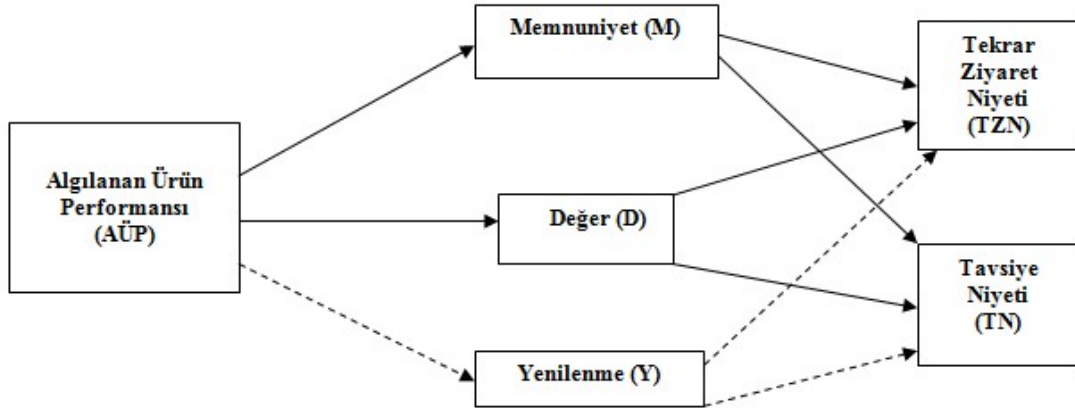 Algılanan Ürün
Performansı
(AÜP)
Memnuniyet (M)
Değer (D)
Yenilenme (Y)
Tekrar
Ziyaret
Niyeti
(TZN)
Tavsiye
Niyeti
(TN)